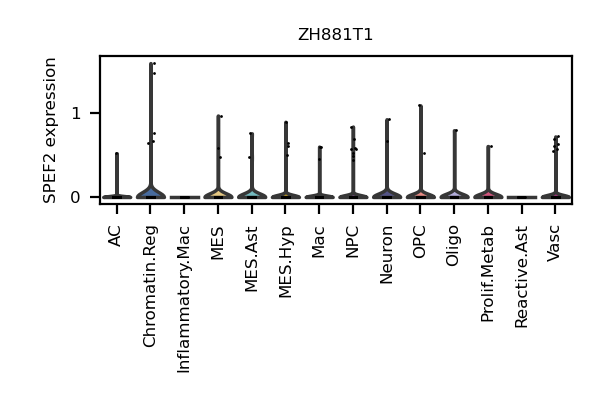 ZH881T1
SPEF2 expression
1
0
AC
Chromatin.Reg
Inflammatory.Mac
MES
MES.Ast
MES.Hyp
Mac
NPC
Neuron
OPC
Oligo
Prolif.Metab
Reactive.Ast
Vasc